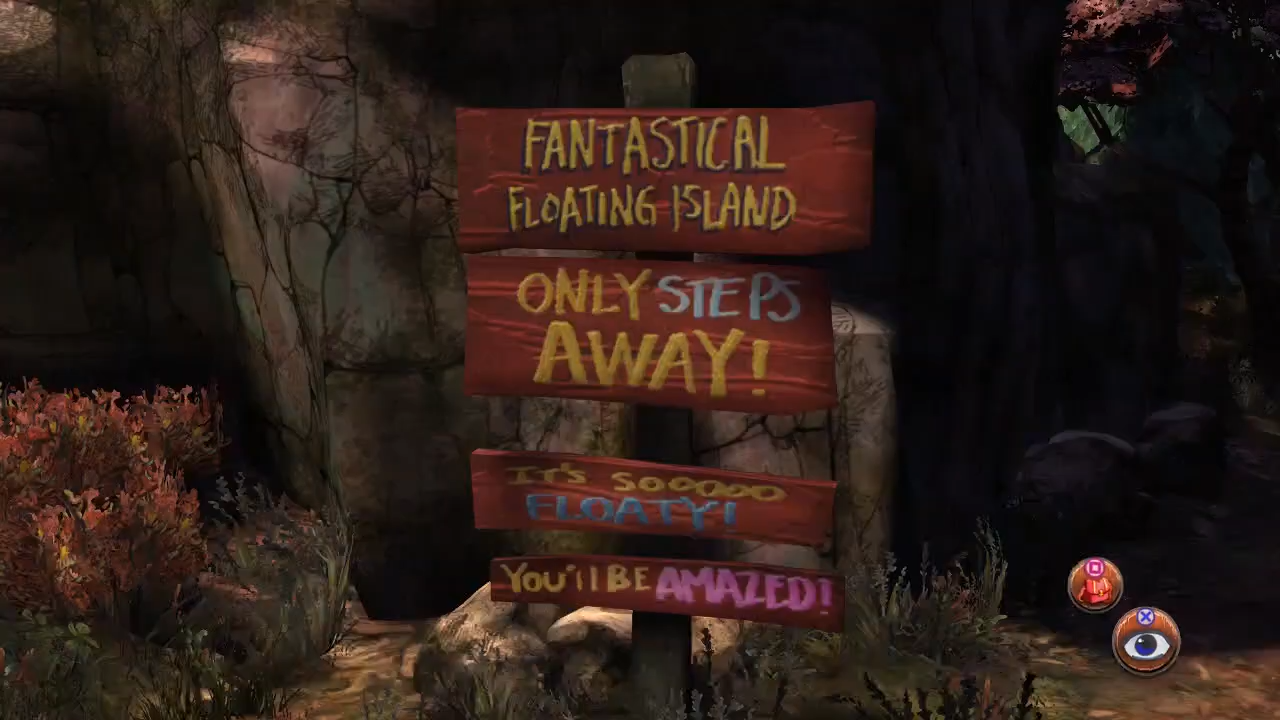 FANTASTICAL
FLOATING ISLAND
ONLY STEPS
AWAY!
IT'S SOOOOO
FLOATY!
YOU'll BE AMAZED!